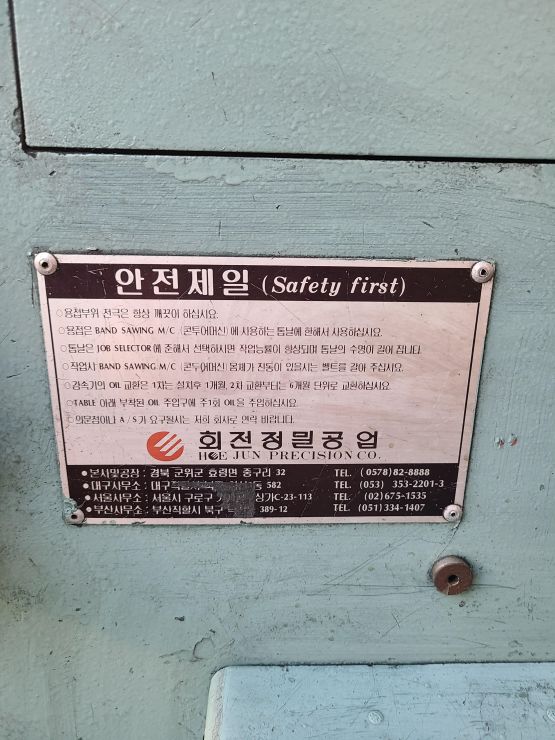 안전제일 (Safety first)
○용접부위 전극은 항상 깨끗이 하십시요.
○용접은 BAND SAWING M/C (콘투어머신)에 사용하는 톱날에 한해서 사용하십시요.
○톱날은 JOB SELECTOR에 준해서 선택하시면 작업능률이 향상되며 톱날의 수명이 길어 집니다.
○작업시 BAND SAWING M/C (콘투어머신) 몸체가 진동이 있을시는 벨트를 갈아 주십시요.
○감속기의 OIL 교환은 1차는 설치후 1개월, 2차 교환부터는 6개월 단위로 교환하십시요.
○TABLE 아래 부착된 OIL 주입구에 주1회 OIL을 주입하십시요.
○의문점이나 A/S가 요구될시는 저희 회사로 연락 바랍니다.
회전정밀공업
HOE JUN PRECISION CO.
●본사및공장: 경북 군위군 효령면 중구리 32 TEL. (0578)82-8888
●대구사무소: 대구 582 TEL. (053) 353-2201-3
●서울사무소: 서울시 구로구 상가C-23-113 TEL. (02)675-1535
●부산사무소: 부산직할시 북구 389-12 TEL. (051)334-1407